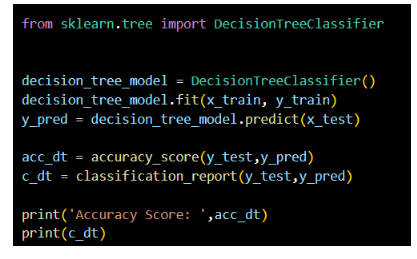 from sklearn.tree import DecisionTreeClassifier
decision_tree_model = DecisionTreeClassifier()
decision_tree_model.fit(x_train, y_train)
y_pred = decision_tree_model.predict(x_test)
acc_dt = accuracy_score(y_test,y_pred)
c_dt = classification_report(y_test,y_pred)
print('Accuracy Score: ',acc_dt)
print(c_dt)